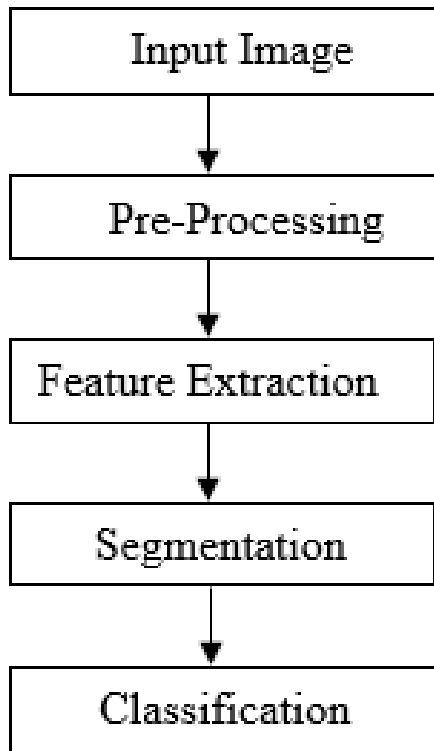 Input Image
Pre-Processing
Feature Extraction
Segmentation
Classification